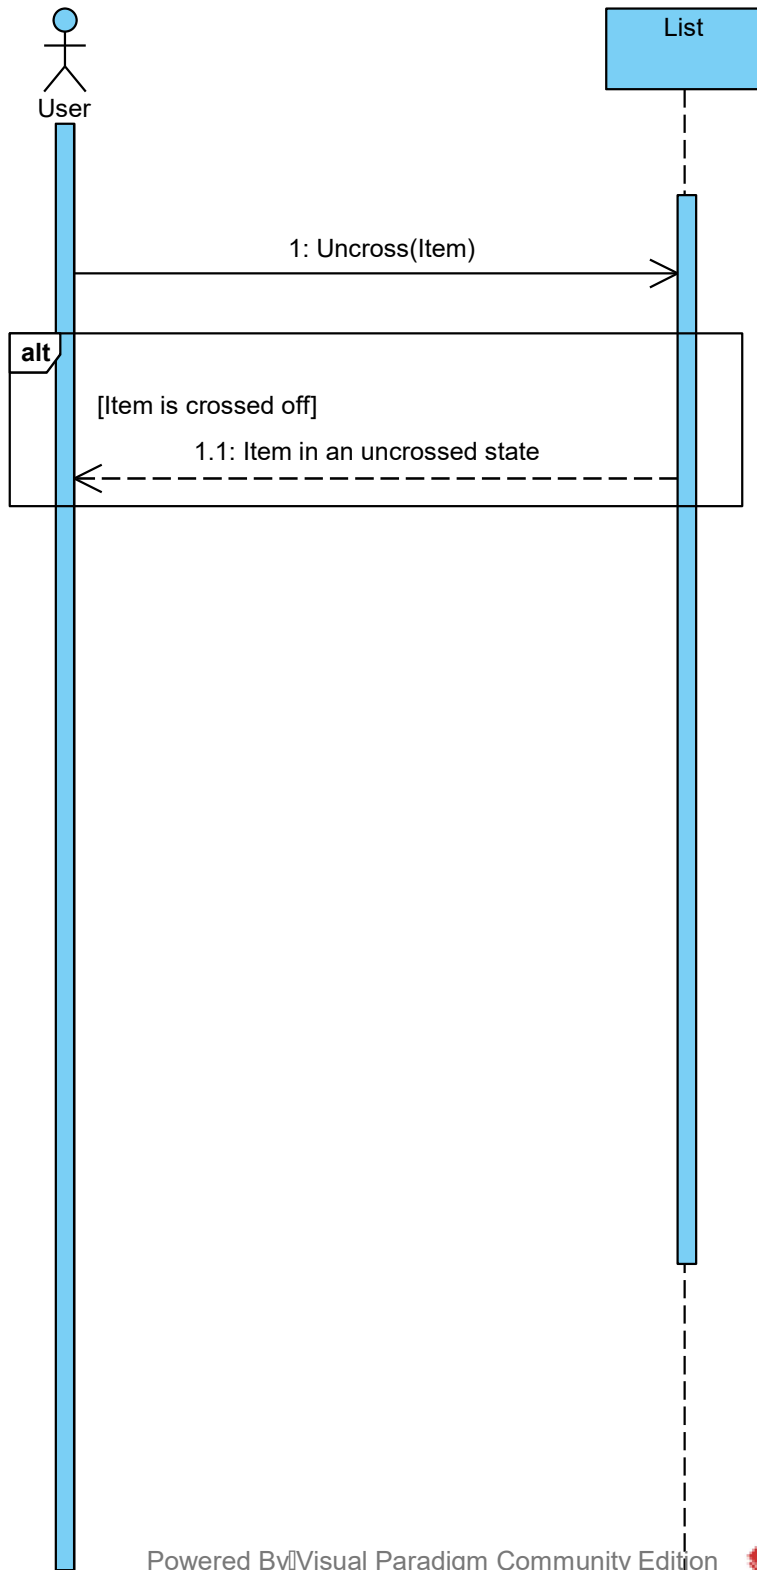 List
User
1: Uncross(Item)
alt
[Item is crossed off]
1.1: Item in an uncrossed state
Powered By Visual Paradigm Community Edition